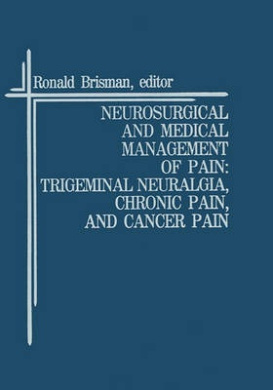 Ronald Brisman, editor
NEUROSURGICAL
AND MEDICAL
MANAGEMENT
OF PAIN:
TRIGEMINAL NEURALGIA,
CHRONIC PAIN,
AND CANCER PAIN